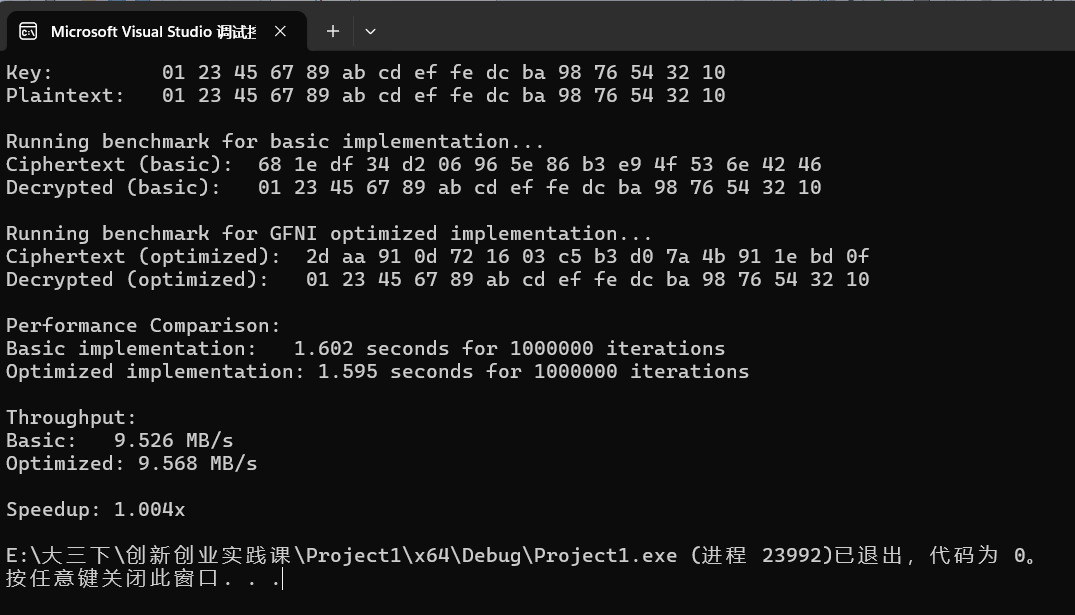 Microsoft Visual Studio 调试控
Key:         01 23 45 67 89 ab cd ef fe dc ba 98 76 54 32 10
Plaintext:   01 23 45 67 89 ab cd ef fe dc ba 98 76 54 32 10
Running benchmark for basic implementation...
Ciphertext (basic):  68 1e df 34 d2 06 96 5e 86 b3 e9 4f 53 6e 42 46
Decrypted (basic):   01 23 45 67 89 ab cd ef fe dc ba 98 76 54 32 10
Running benchmark for GFNI optimized implementation...
Ciphertext (optimized):  2d aa 91 0d 72 16 03 c5 b3 d0 7a 4b 91 1e bd 0f
Decrypted (optimized):   01 23 45 67 89 ab cd ef fe dc ba 98 76 54 32 10
Performance Comparison:
Basic implementation:   1.602 seconds for 1000000 iterations
Optimized implementation: 1.595 seconds for 1000000 iterations
Throughput:
Basic:   9.526 MB/s
Optimized: 9.568 MB/s
Speedup: 1.004x
E:\大三下\创新创业实践课\Project1\x64\Debug\Project1.exe (进程 23992)已退出，代码为 0。
按任意键关闭此窗口. . .